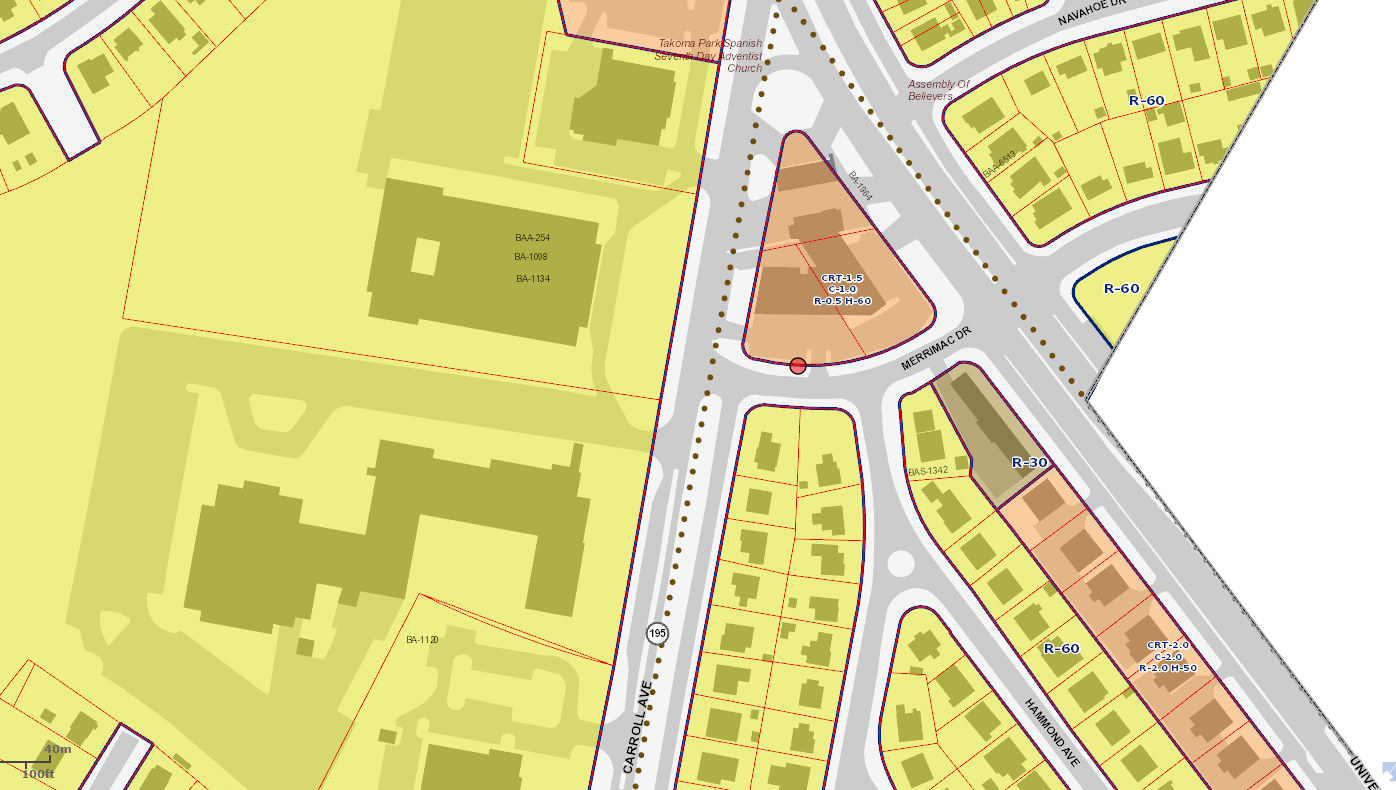 NAVAHOE DR
Takoma Park Spanish
Seventh Day Adventist
Church
Assembly Of
Believers
R-60
BAA-6513
BA-1964
BAA-254
BA-1098
BA-1134
CRT-1.5
C-1.0
R-0.5 H-60
R-60
MERRIMAC DR
R-30
BAS-1342
195
BA-1120
R-60
CRT-2.0
C-2.0
R-2.0 H-50
CARROLL AVE
HAMMOND AVE
UNIVE
40m
100ft